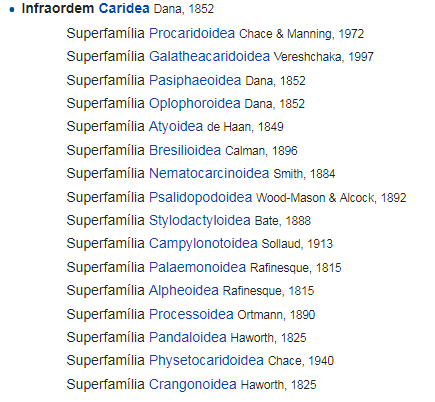 Infraordem Caridea Dana, 1852
Superfamília Procaridoidea Chace & Manning, 1972
Superfamília Galatheacaridoidea Vereshchaka, 1997
Superfamília Pasiphaeoidea Dana, 1852
Superfamília Oplophoroidea Dana, 1852
Superfamília Atyoidea de Haan, 1849
Superfamília Bresilioidea Calman, 1896
Superfamília Nematocarcinoidea Smith, 1884
Superfamília Psalidopodoidea Wood-Mason & Alcock, 1892
Superfamília Stylodactyloidea Bate, 1888
Superfamília Campylonotoidea Sollaud, 1913
Superfamília Palaemonoidea Rafinesque, 1815
Superfamília Alpheoidea Rafinesque, 1815
Superfamília Processoidea Ortmann, 1890
Superfamília Pandaloidea Haworth, 1825
Superfamília Physetocaridoidea Chace, 1940
Superfamília Crangonoidea Haworth, 1825